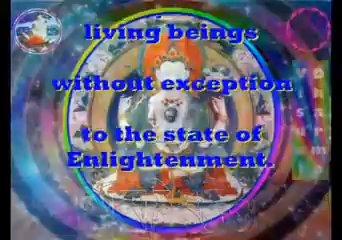 living beings
without exception
to the state of
Enlightenment.